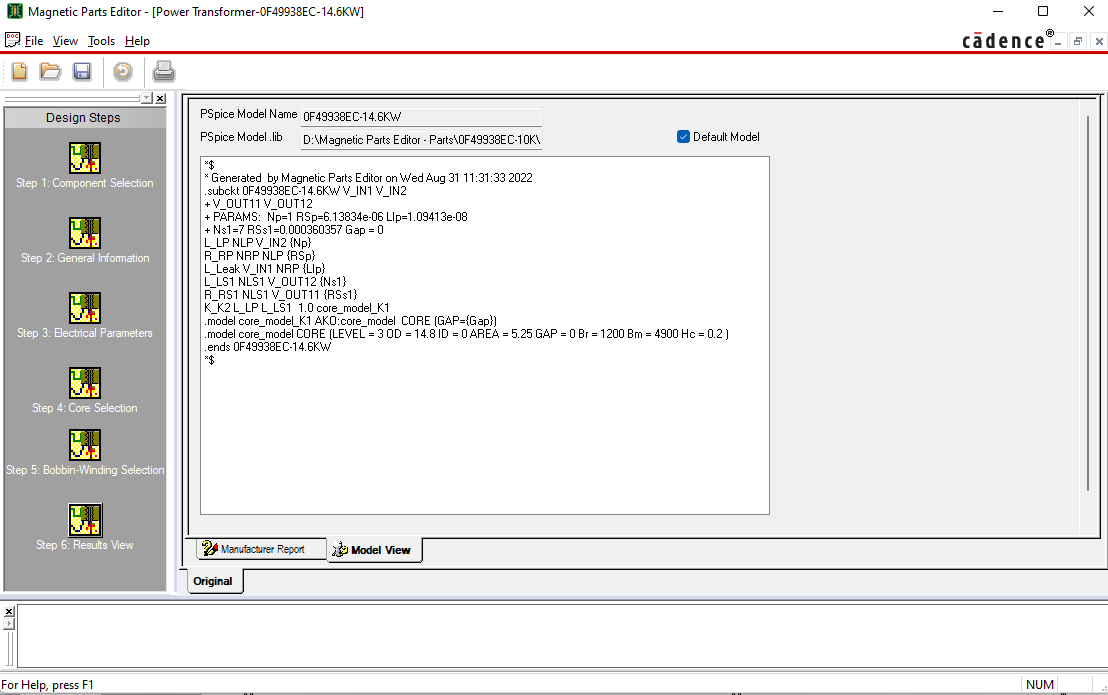 Magnetic Parts Editor - [Power Transformer-0F49938EC-14.6KW]
File View Tools Help
cādence®
Design Steps
Step 1: Component Selection
Step 2: General Information
Step 3: Electrical Parameters
Step 4: Core Selection
Step 5: Bobbin-Winding Selection
Step 6: Results View
PSpice Model Name 0F49938EC-14.6KW
PSpice Model .lib D:\Magnetic Parts Editor - Parts\0F49938EC-10K\
Default Model
*$
* Generated by Magnetic Parts Editor on Wed Aug 31 11:31:33 2022
.subckt 0F49938EC-14.6KW V_IN1 V_IN2
+ V_OUT11 V_OUT12
+ PARAMS: Np=1 RSp=6.13834e-06 Llp=1.09413e-08
+ Ns1=7 RSs1=0.000360357 Gap = 0
L_LP NLP V_IN2 {Np}
R_RP NRP NLP {RSp}
L_Leak V_IN1 NRP {Llp}
L_LS1 NLS1 V_OUT12 {Ns1}
R_RS1 NLS1 V_OUT11 {RSs1}
K_K2 L_LP L_LS1 1.0 core_model_K1
.model core_model_K1 AKO:core_model CORE (GAP={Gap})
.model core_model CORE (LEVEL = 3 OD = 14.8 ID = 0 AREA = 5.25 GAP = 0 Br = 1200 Bm = 4900 Hc = 0.2 )
.ends 0F49938EC-14.6KW
*$
Manufacturer Report
Model View
Original
For Help, press F1
NUM